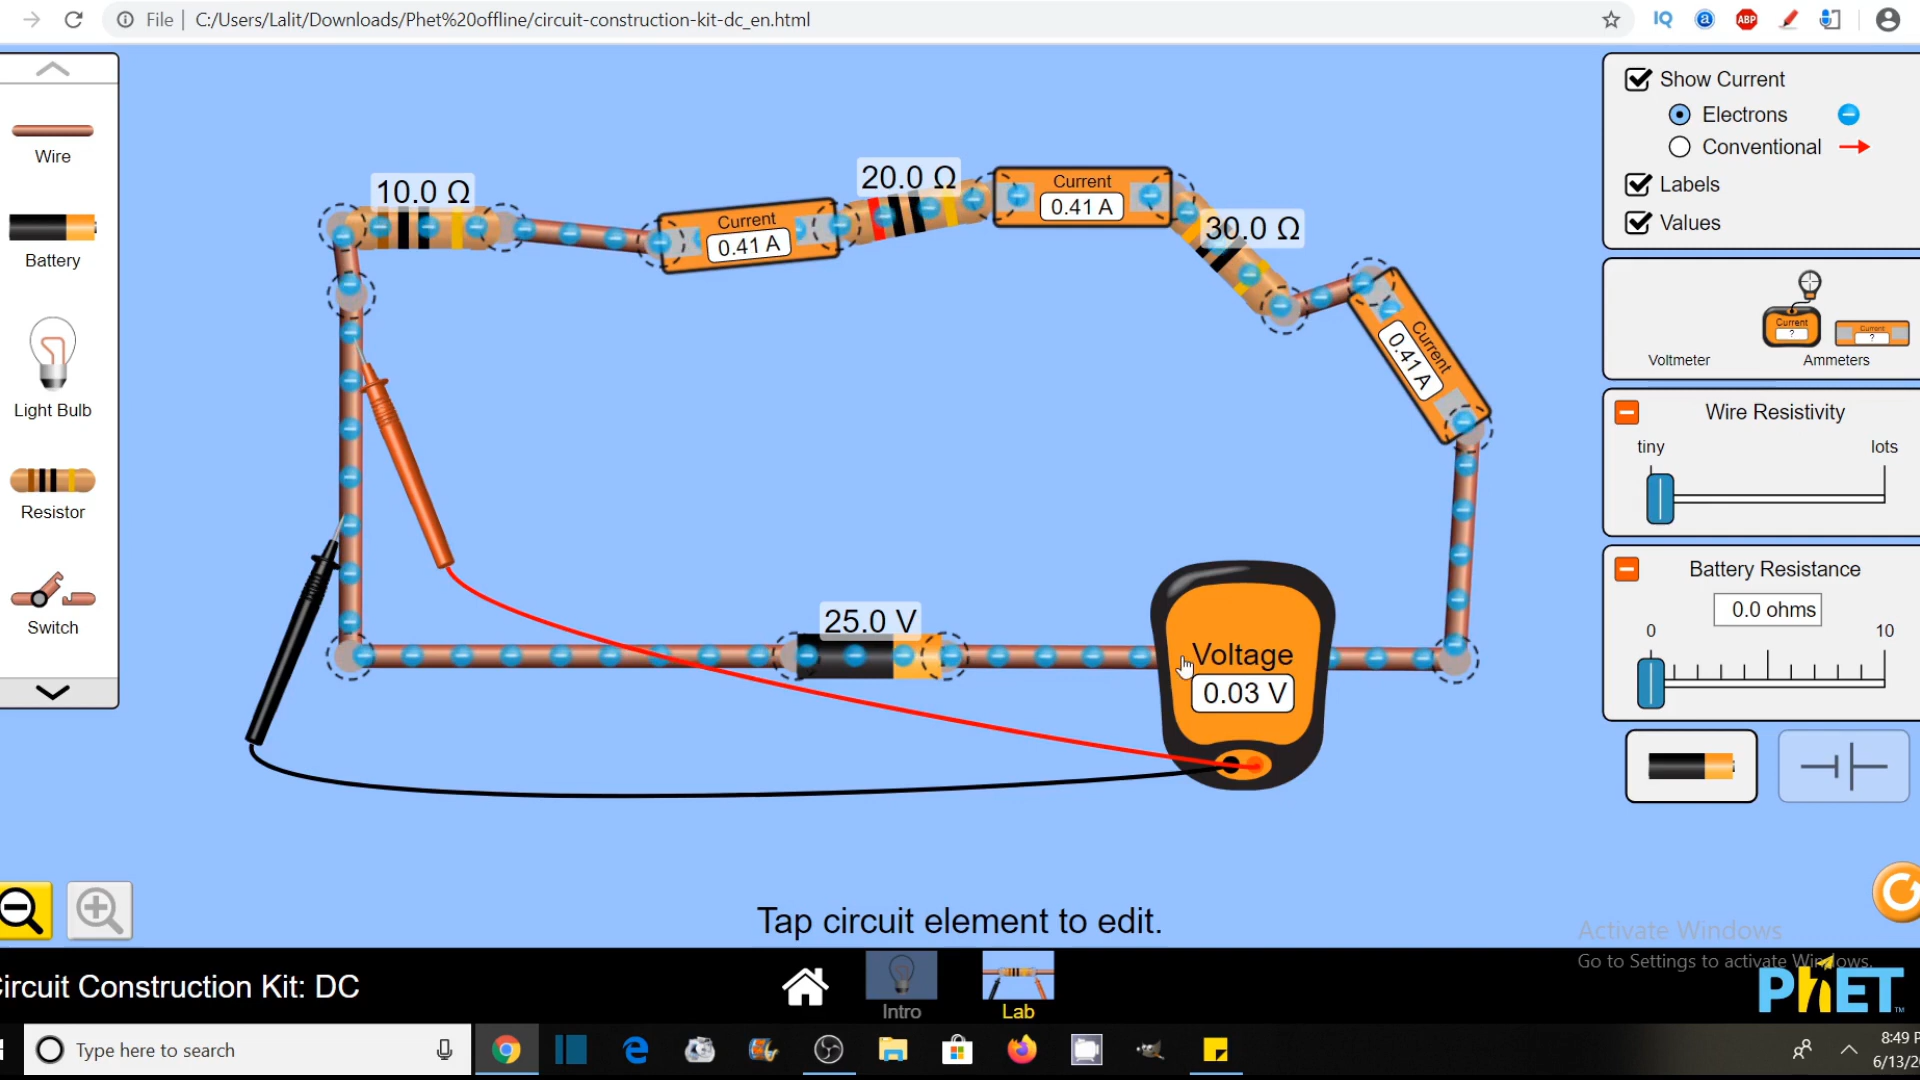 File | C:/Users/Lalit/Downloads/Phet%20offline/circuit-construction-kit-dc_en.html
IQ
a
ABP
Wire
Battery
Light Bulb
Resistor
Switch
10.0 Ω
Current
0.41 A
20.0 Ω
Current
0.41 A
30.0 Ω
Current
0.41 A
25.0 V
Voltage
0.03 V
Show Current
Electrons
Conventional
Labels
Values
Current
?
Current
?
Voltmeter
Ammeters
Wire Resistivity
tiny
lots
Battery Resistance
0.0 ohms
0
10
Tap circuit element to edit.
Activate Windows
Go to Settings to activate Windows.
ircuit Construction Kit: DC
Intro
Lab
PhET
Type here to search
8:49 P
6/13/2